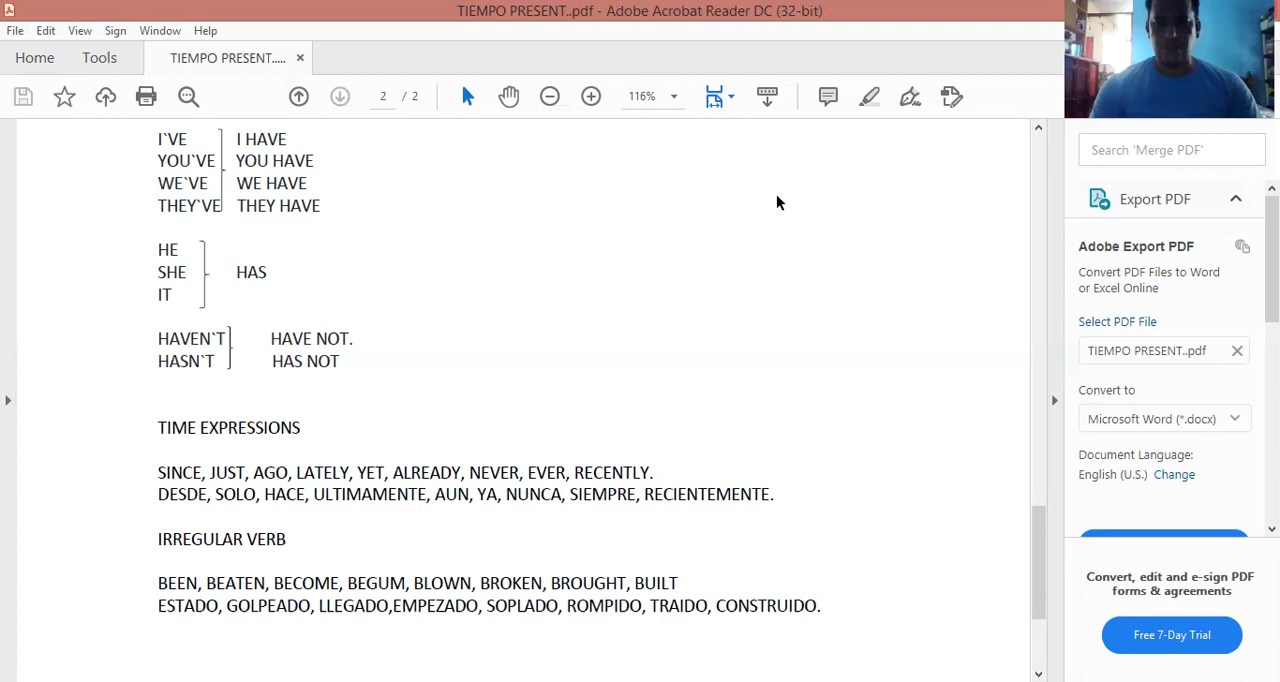 TIEMPO PRESENT..pdf - Adobe Acrobat Reader DC (32-bit)
File Edit View Sign Window Help
Home Tools TIEMPO PRESENT..... ×
2 / 2 116%
I`VE I HAVE
YOU`VE YOU HAVE
WE`VE WE HAVE
THEY`VE THEY HAVE
HE
SHE HAS
IT
HAVEN`T HAVE NOT.
HASN`T HAS NOT
TIME EXPRESSIONS
SINCE, JUST, AGO, LATELY, YET, ALREADY, NEVER, EVER, RECENTLY.
DESDE, SOLO, HACE, ULTIMAMENTE, AUN, YA, NUNCA, SIEMPRE, RECIENTEMENTE.
IRREGULAR VERB
BEEN, BEATEN, BECOME, BEGUM, BLOWN, BROKEN, BROUGHT, BUILT
ESTADO, GOLPEADO, LLEGADO,EMPEZADO, SOPLADO, ROMPIDO, TRAIDO, CONSTRUIDO.
Search 'Merge PDF'
Export PDF
Adobe Export PDF
Convert PDF Files to Word
or Excel Online
Select PDF File
TIEMPO PRESENT..pdf
Convert to
Microsoft Word (*.docx)
Document Language:
English (U.S.) Change
Convert, edit and e-sign PDF
forms & agreements
Free 7-Day Trial